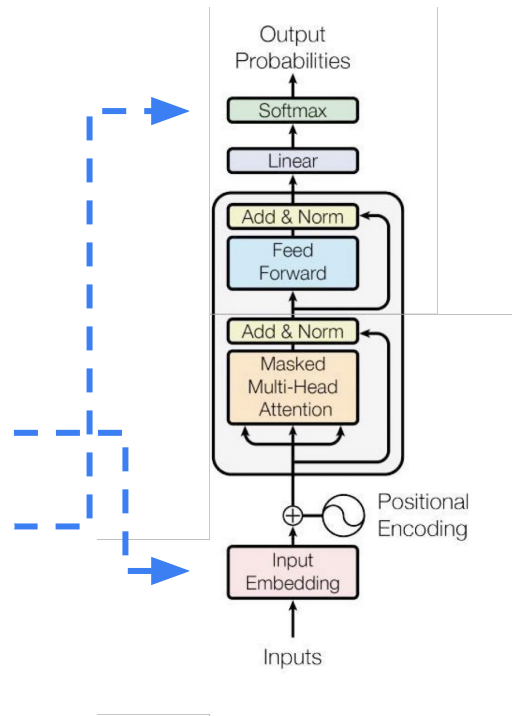 Output
Probabilities
Softmax
Linear
Add & Norm
Feed
Forward
Add & Norm
Masked
Multi-Head
Attention
Positional
Encoding
Input
Embedding
Inputs